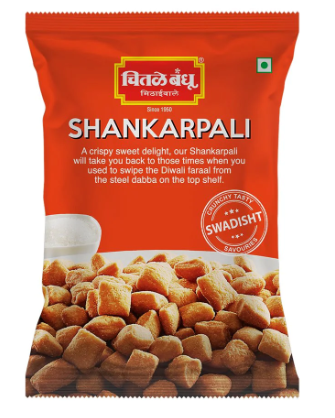 चितळे बंधू
®
मिठाईवाले
Since 1950
SHANKARPALI
A crispy sweet delight, our Shankarpali
will take you back to those times when you
used to swipe the Diwali faraal from
the steel dabba on the top shelf.
CRUNCHY TASTY
SWADISHT
SAVOURIES